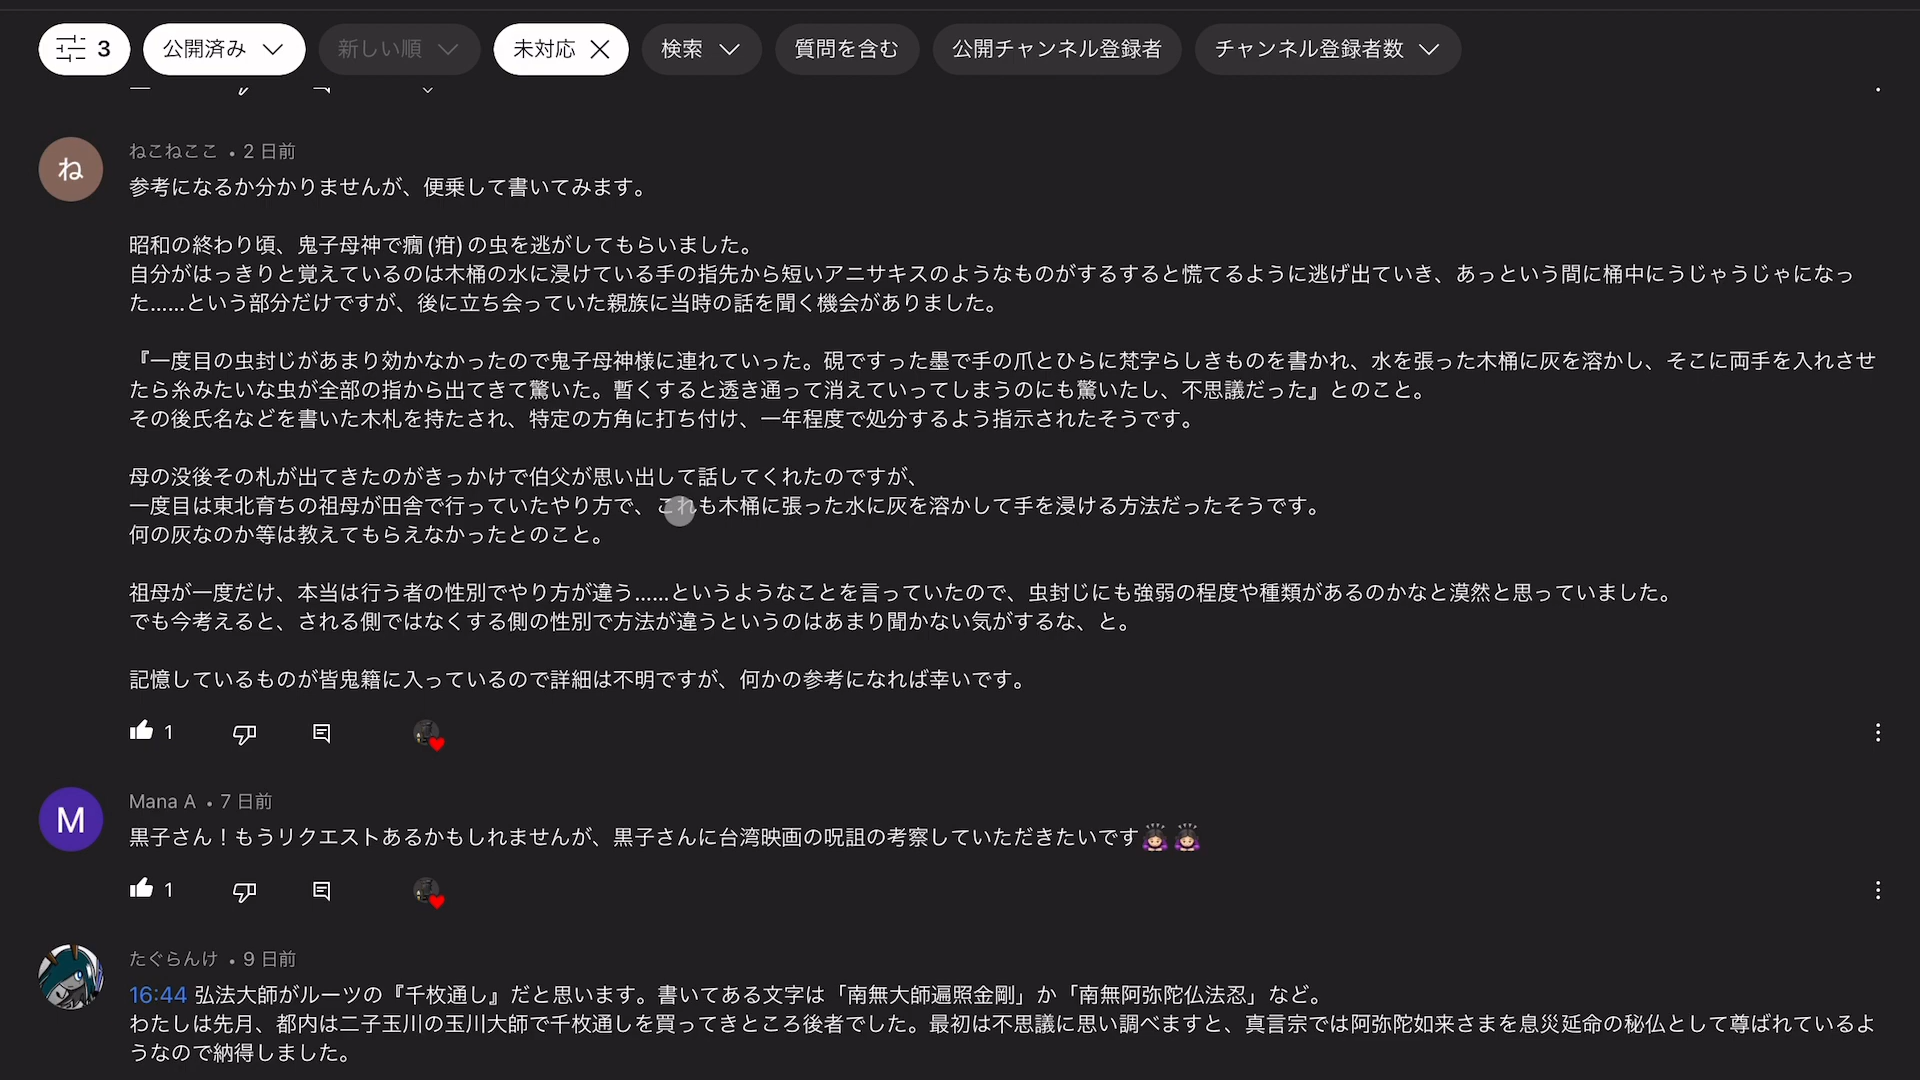 3 公開済み 新しい順 未対応 検索 質問を含む 公開チャンネル登録者 チャンネル登録者数
ね
ねこねここ • 2 日前
参考になるか分かりませんが、便乗して書いてみます。
昭和の終わり頃、鬼子母神で癇(疳)の虫を逃がしてもらいました。
自分がはっきりと覚えているのは木桶の水に浸けている手の指先から短いアニサキスのようなものがするすると慌てるように逃げ出ていき、あっという間に桶中にうじゃうじゃになっ
た......という部分だけですが、後に立ち会っていた親族に当時の話を聞く機会がありました。
『一度目の虫封じがあまり効かなかったので鬼子母神様に連れていった。硯ですった墨で手の爪とひらに梵字らしきものを書かれ、水を張った木桶に灰を溶かし、そこに両手を入れさせ
たら糸みたいな虫が全部の指から出てきて驚いた。暫くすると透き通って消えていってしまうのにも驚いたし、不思議だった』とのこと。
その後氏名などを書いた木札を持たされ、特定の方角に打ち付け、一年程度で処分するよう指示されたそうです。
母の没後その札が出てきたのがきっかけで伯父が思い出して話してくれたのですが、
一度目は東北育ちの祖母が田舎で行っていたやり方で、これも木桶に張った水に灰を溶かして手を浸ける方法だったそうです。
何の灰なのか等は教えてもらえなかったとのこと。
祖母が一度だけ、本当は行う者の性別でやり方が違う......というようなことを言っていたので、虫封じにも強弱の程度や種類があるのかなと漠然と思っていました。
でも今考えると、される側ではなくする側の性別で方法が違うというのはあまり聞かない気がするな、と。
記憶しているものが皆鬼籍に入っているので詳細は不明ですが、何かの参考になれば幸いです。
1
M
Mana A • 7 日前
黒子さん！もうリクエストあるかもしれませんが、黒子さんに台湾映画の呪詛の考察していただきたいです🙇🏻‍♀️🙇🏻‍♀️
1
たぐらんけ • 9 日前
16:44 弘法大師がルーツの『千枚通し』だと思います。書いてある文字は「南無大師遍照金剛」か「南無阿弥陀仏法忍」など。
わたしは先月、都内は二子玉川の玉川大師で千枚通しを買ってきところ後者でした。最初は不思議に思い調べますと、真言宗では阿弥陀如来さまを息災延命の秘仏として尊ばれているよ
うなので納得しました。